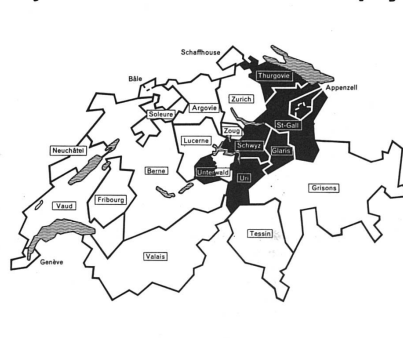 Schaffhouse
Thurgovie
Bâle
Appenzell
Argovie
Zurich
Soleure
St-Gall
Zoug
Lucerne
Schwyz
Glaris
Neuchâtel
Berne
Unterwald
Uri
Grisons
Fribourg
Vaud
Tessin
Valais
Genève